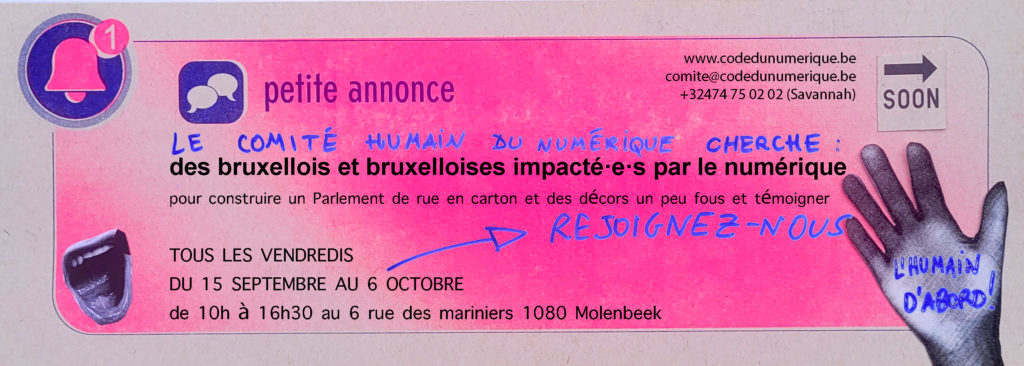 1
petite annonce
www.codedunumerique.be
comite@codedunumerique.be
+32474 75 02 02 (Savannah)
SOON
LE COMITÉ HUMAIN DU NUMÉRIQUE CHERCHE :
des bruxellois et bruxelloises impacté·e·s par le numérique
pour construire un Parlement de rue en carton et des décors un peu fous et témoigner
REJOIGNEZ-NOUS
TOUS LES VENDREDIS
DU 15 SEPTEMBRE AU 6 OCTOBRE
de 10h à 16h30 au 6 rue des mariniers 1080 Molenbeek
L'HUMAIN
D'ABORD!